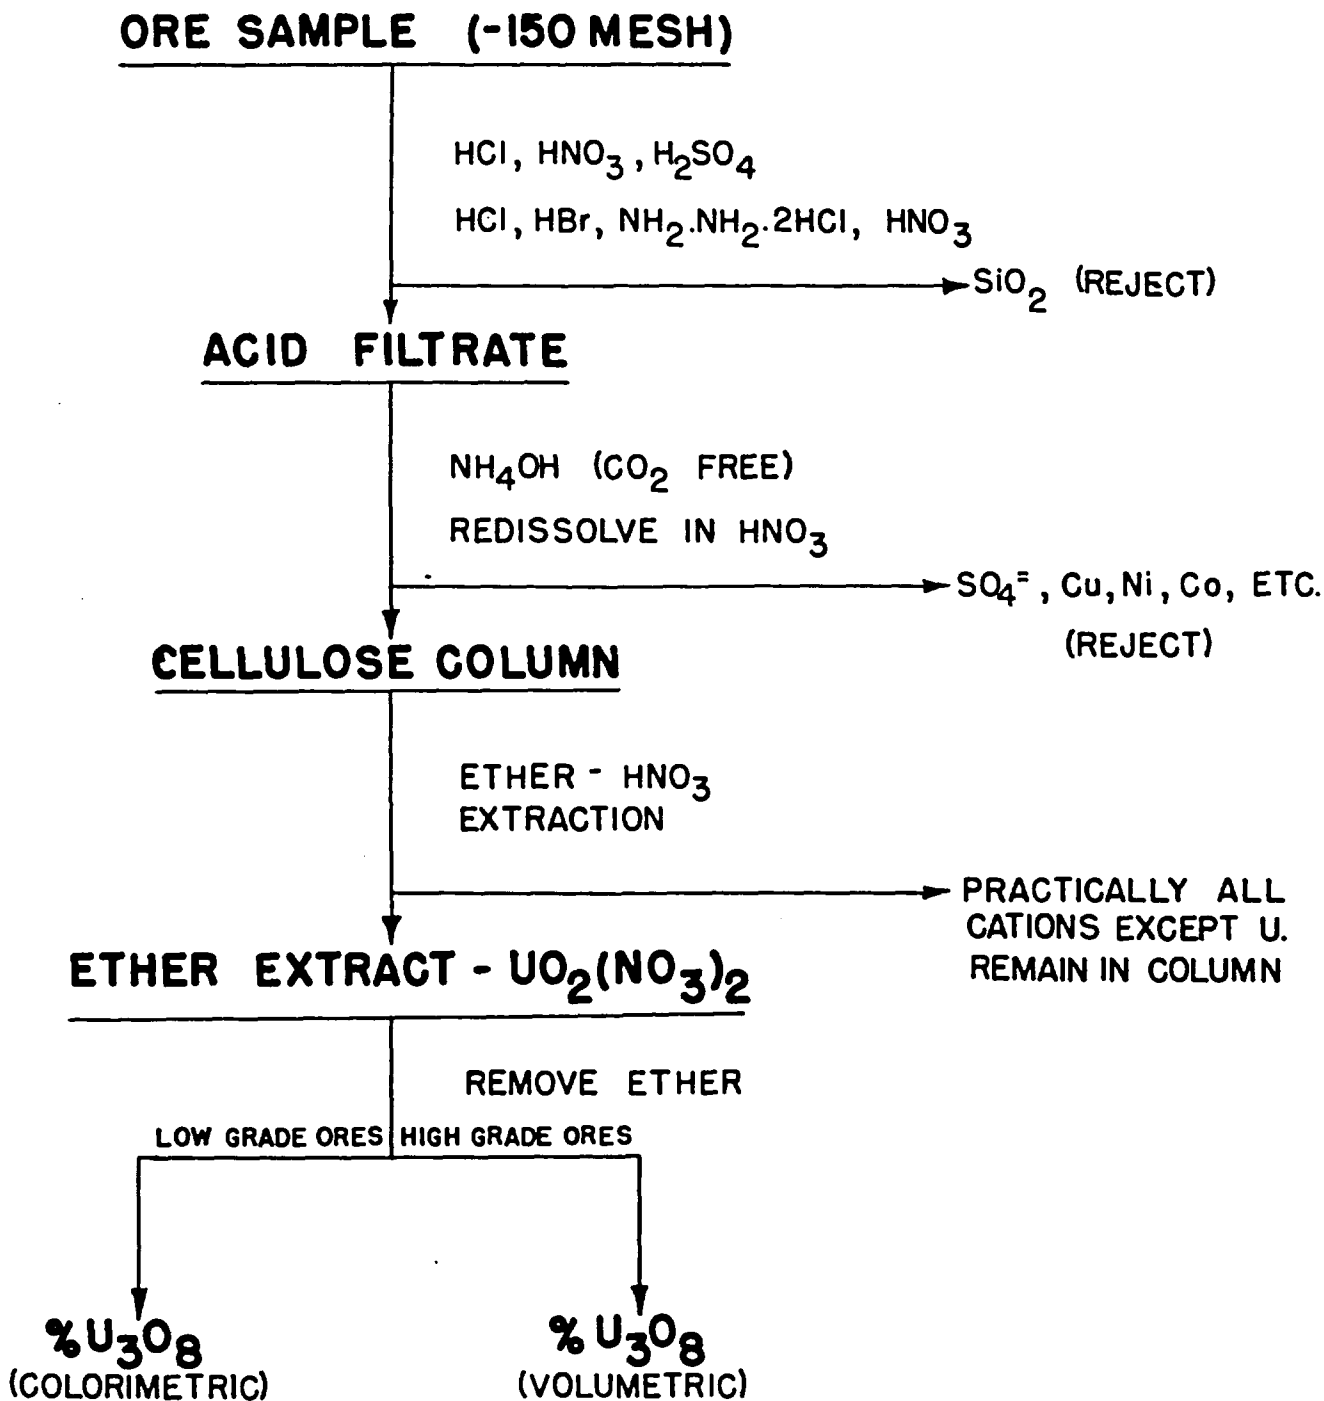 ORE SAMPLE (-150 MESH)
HCl, HNO₃, H₂SO₄
HCl, HBr, NH₂.NH₂.2HCl, HNO₃
SiO₂ (REJECT)
ACID FILTRATE
NH₄OH (CO₂ FREE)
REDISSOLVE IN HNO₃
SO₄⁼, Cu, Ni, Co, ETC.
(REJECT)
CELLULOSE COLUMN
ETHER - HNO₃
EXTRACTION
PRACTICALLY ALL
CATIONS EXCEPT U.
REMAIN IN COLUMN
ETHER EXTRACT - UO₂(NO₃)₂
REMOVE ETHER
LOW GRADE ORES HIGH GRADE ORES
% U₃O₈
(COLORIMETRIC)
% U₃O₈
(VOLUMETRIC)